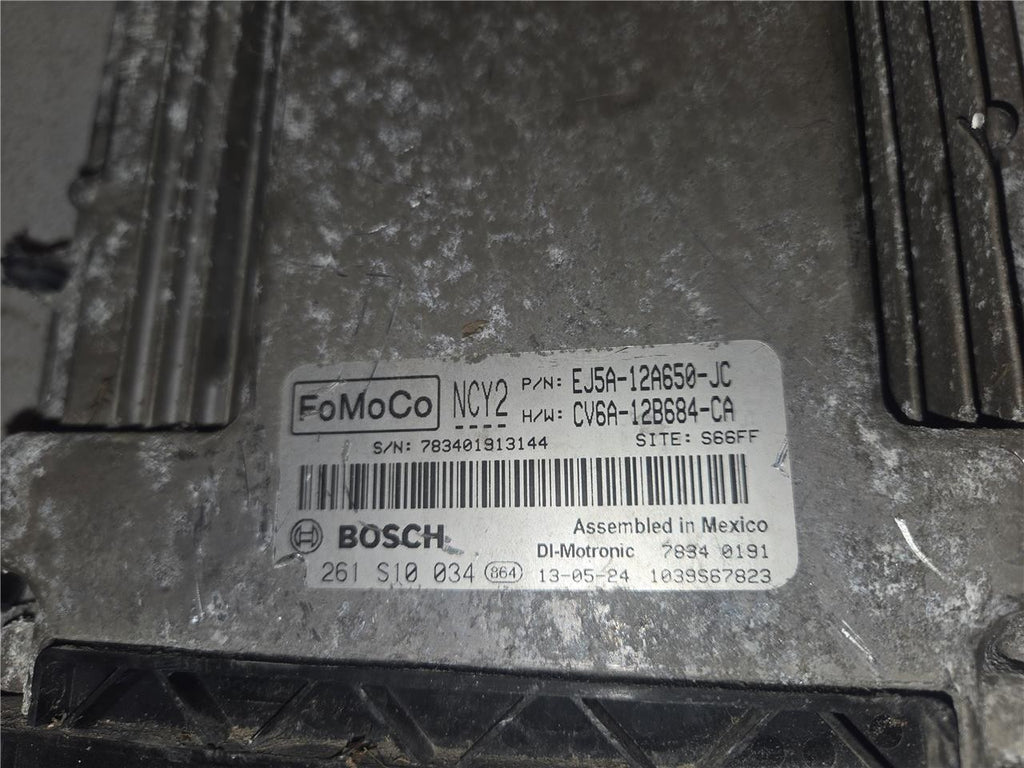 FoMoCo NCY2 P/N: EJ5A-12A650-JC
H/W: CV6A-12B684-CA
S/N: 783401913144 SITE: S66FF
BOSCH Assembled in Mexico
DI-Motronic 7834 0191
261 S10 034 864 13-05-24 1039S67823